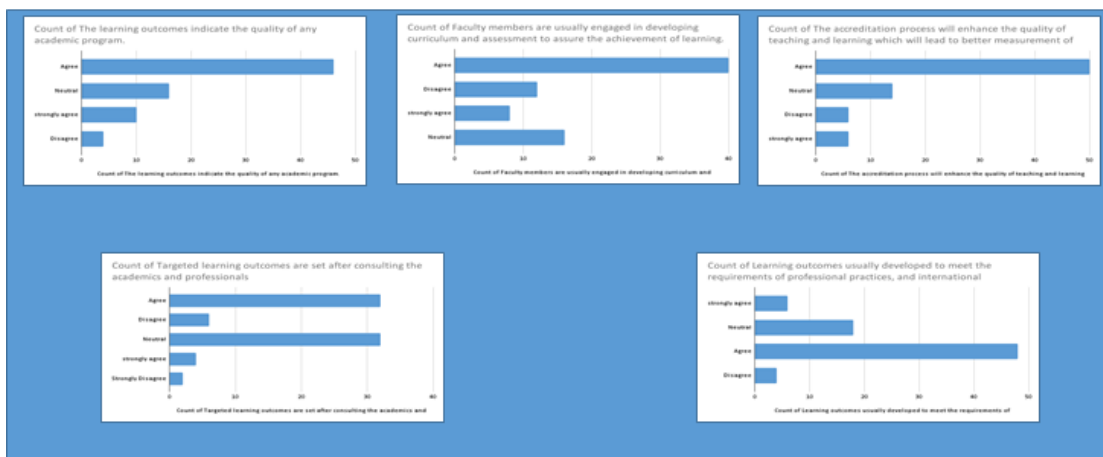 Count of The learning outcomes indicate the quality of any
academic program.
Agree
Neutral
strongly agree
Disagree
0 10 20 30 40 50
Count of The learning outcomes indicate the quality of any academic program
Count of Faculty members are usually engaged in developing
curriculum and assessment to assure the achievement of learning.
Agree
Disagree
strongly agree
Neutral
0 10 20 30 40
Count of Faculty members are usually engaged in developing curriculum and
Count of The accreditation process will enhance the quality of
teaching and learning which will lead to better measurement of
Agree
Neutral
Disagree
strongly agree
0 10 20 30 40 50
Count of The accreditation process will enhance the quality of teaching and learning
Count of Targeted learning outcomes are set after consulting the
academics and professionals
Agree
Disagree
Neutral
strongly agree
Strongly Disagree
0 10 20 30 40
Count of Targeted learning outcomes are set after consulting the academics and
Count of Learning outcomes usually developed to meet the
requirements of professional practices, and international
strongly agree
Neutral
Agree
Disagree
0 10 20 30 40 50
Count of Learning outcomes usually developed to meet the requirements of